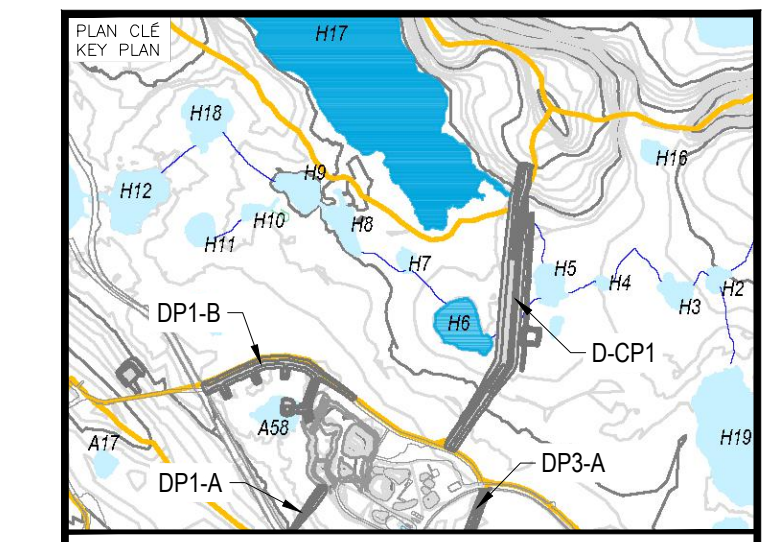 PLAN CLÉ
KEY PLAN
H17
H18
H16
H12
H9
H10
H8
H11
H7
H5
H4
H3
H2
H6
DP1-B
D-CP1
A58
H19
A17
DP1-A
DP3-A